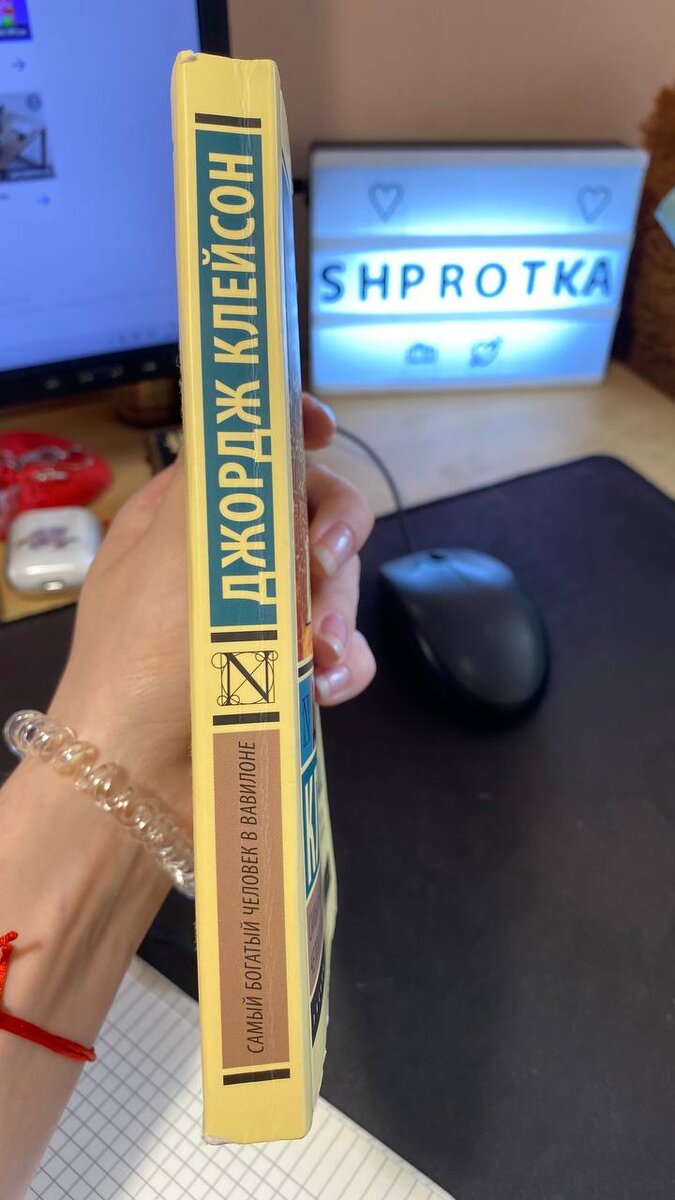 ДЖОРДЖ КЛЕЙСОН
САМЫЙ БОГАТЫЙ ЧЕЛОВЕК В ВАВИЛОНЕ
SHPROTKA